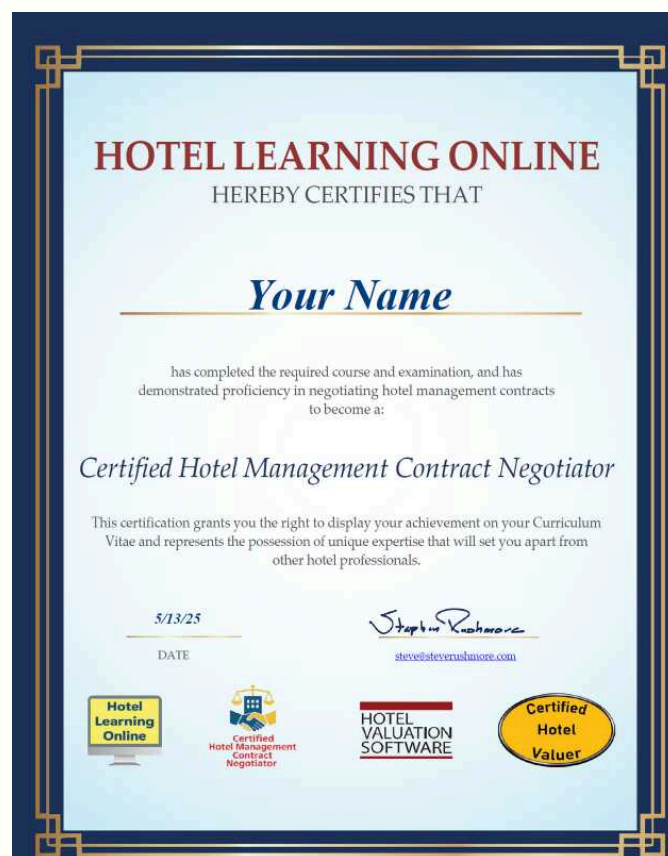 HOTEL LEARNING ONLINE
HEREBY CERTIFIES THAT
Your Name
has completed the required course and examination, and has
demonstrated proficiency in negotiating hotel management contracts
to become a:
Certified Hotel Management Contract Negotiator
This certification grants you the right to display your achievement on your Curriculum
Vitae and represents the possession of unique expertise that will set you apart from
other hotel professionals.
5/13/25
Stephen Rushmore
DATE
steve@steverushmore.com
Hotel
Learning
Online
Certified
Hotel Management
Contract
Negotiator
HOTEL
VALUATION
SOFTWARE
Certified
Hotel
Valuer